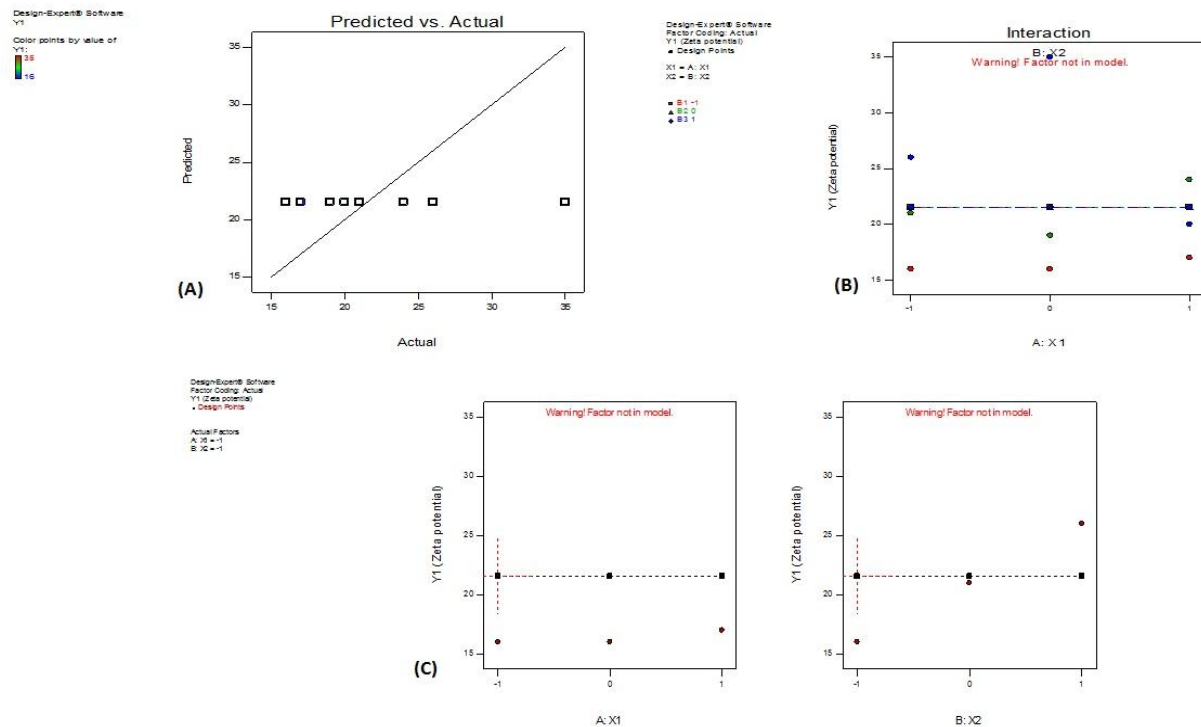 Design-Expert® Software
Y1
Color points by value of
Y1:
35
16
Predicted vs. Actual
Predicted
35
30
25
20
15
15
20
25
30
35
Actual
(A)
Design-Expert® Software
Factor Coding: Actual
Y1 (Zeta potential)
Design Points
X1 = A: X1
X2 = B: X2
B1 -1
B2 0
B3 1
Interaction
B: X2
Warning! Factor not in model.
Y1 (Zeta potential)
35
30
25
20
15
-1
0
1
A: X1
(B)
Design-Expert® Software
Factor Coding: Actual
Y1 (Zeta potential)
Design Points
Actual Factors
A: X1 = -1
B: X2 = -1
Warning! Factor not in model.
Y1 (Zeta potential)
35
30
25
20
15
-1
0
1
A: X1
(C)
Warning! Factor not in model.
Y1 (Zeta potential)
35
30
25
20
15
-1
0
1
B: X2